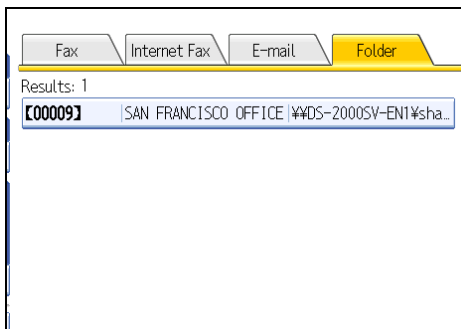 Fax Internet Fax E-mail Folder
Results: 1
【00009】 SAN FRANCISCO OFFICE ¥¥DS-2000SV-EN1¥sha...